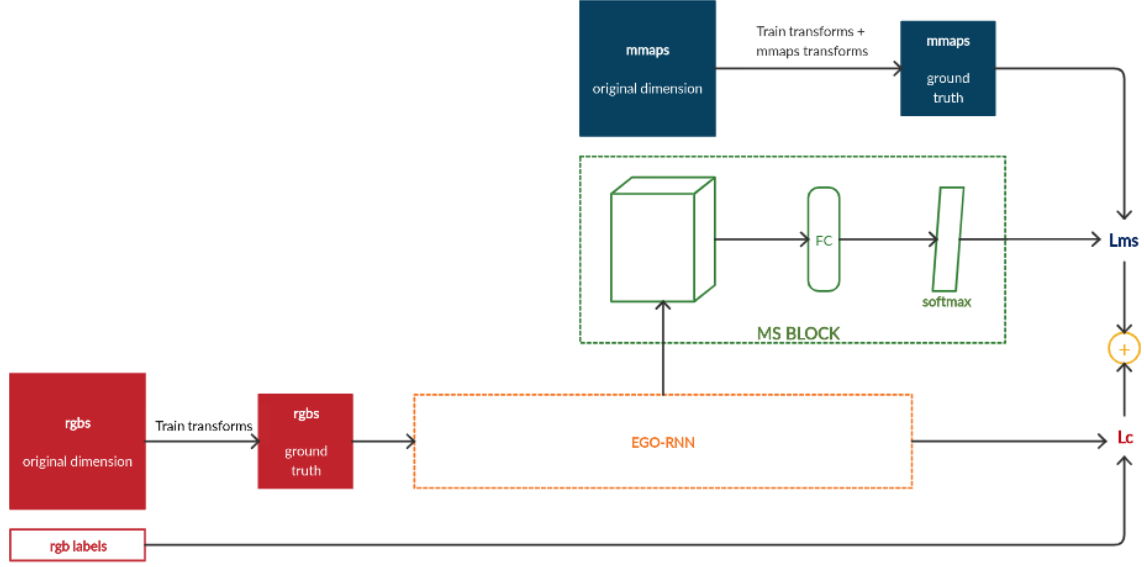 mmaps
original dimension
Train transforms +
mmaps transforms
mmaps
ground
truth
FC
softmax
Lms
MS BLOCK
+
rgbs
original dimension
Train transforms
rgbs
ground
truth
EGO-RNN
Lc
rgb labels